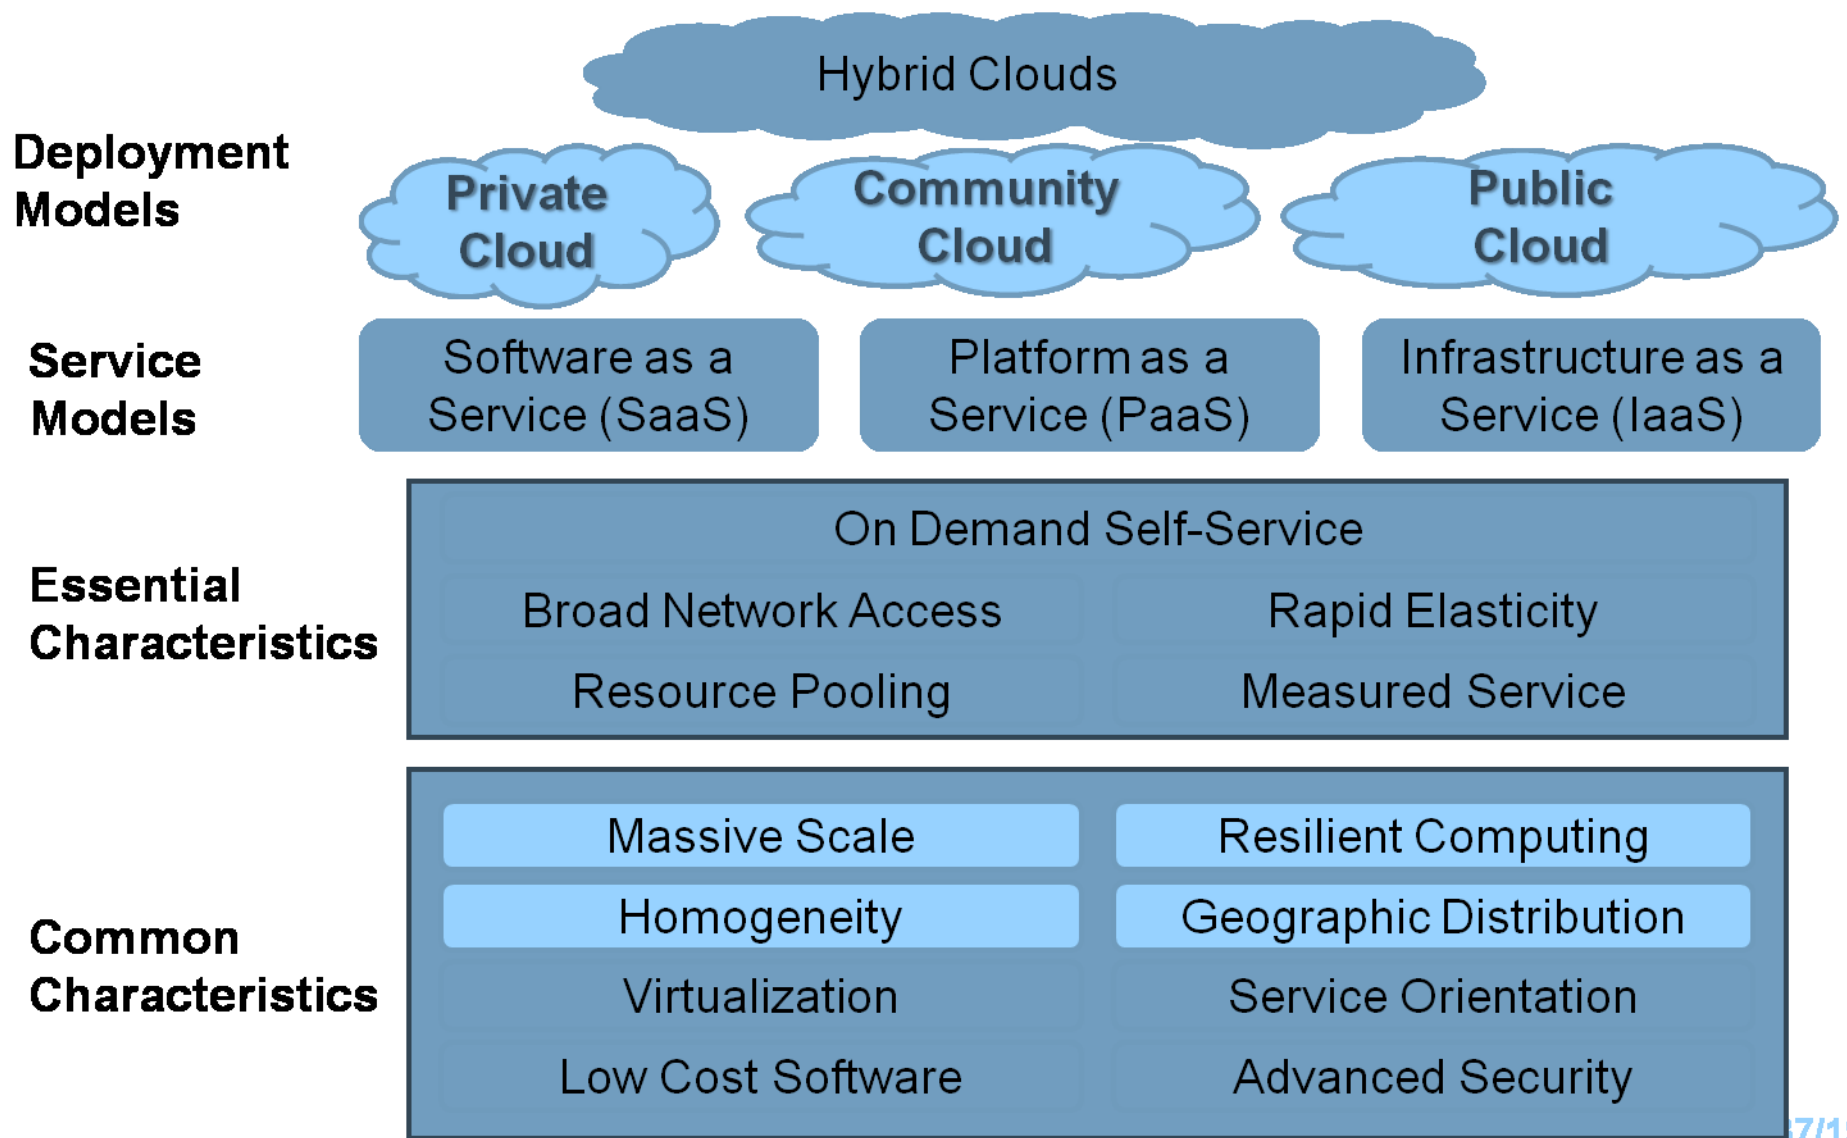 Hybrid Clouds
Deployment
Models
Private
Cloud
Community
Cloud
Public
Cloud
Service
Models
Software as a
Service (SaaS)
Platform as a
Service (PaaS)
Infrastructure as a
Service (IaaS)
Essential
Characteristics
On Demand Self-Service
Broad Network Access
Rapid Elasticity
Resource Pooling
Measured Service
Common
Characteristics
Massive Scale
Resilient Computing
Homogeneity
Geographic Distribution
Virtualization
Service Orientation
Low Cost Software
Advanced Security